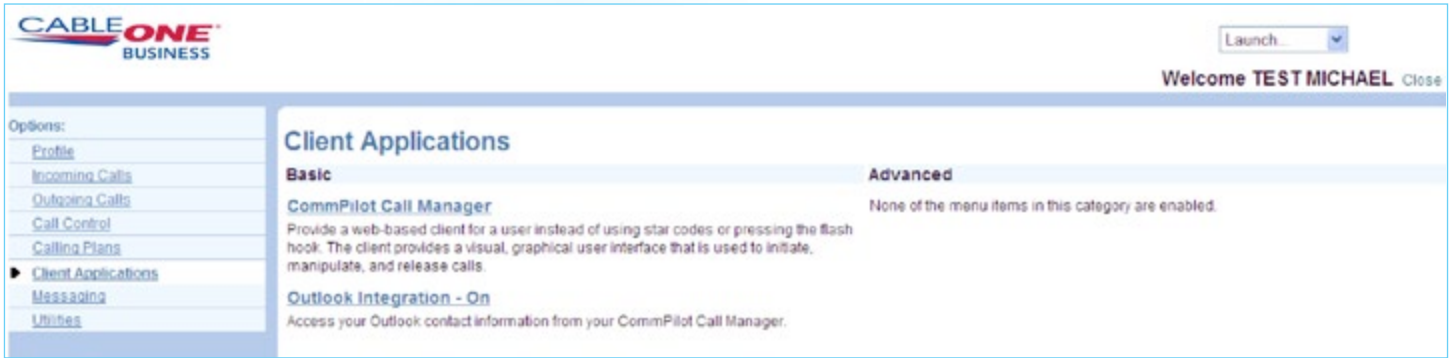 CABLE ONE
BUSINESS
Launch...
Welcome TEST MICHAEL Close
Options:
Profile
Incoming Calls
Outgoing Calls
Call Control
Calling Plans
Client Applications
Messaging
Utilities
Client Applications
Basic
CommPilot Call Manager
Provide a web-based client for a user instead of using star codes or pressing the flash
hook. The client provides a visual, graphical user interface that is used to initiate,
manipulate, and release calls.
Outlook Integration - On
Access your Outlook contact information from your CommPilot Call Manager.
Advanced
None of the menu items in this category are enabled.